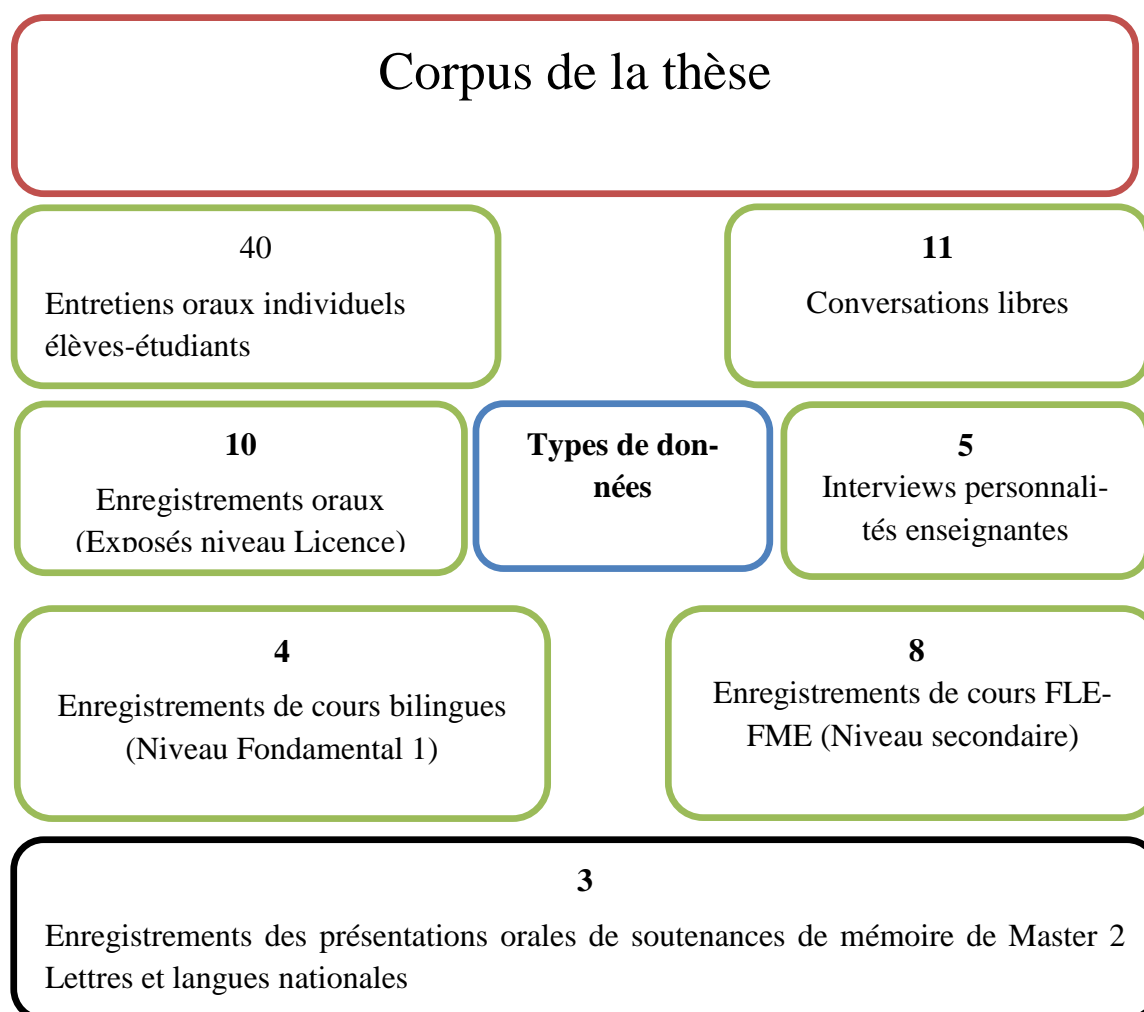 Corpus de la thèse
40
Entretiens oraux individuels
élèves-étudiants
11
Conversations libres
10
Enregistrements oraux
(Exposés niveau Licence)
Types de don-
nées
5
Interviews personnali-
tés enseignantes
4
Enregistrements de cours bilingues
(Niveau Fondamental 1)
8
Enregistrements de cours FLE-
FME (Niveau secondaire)
3
Enregistrements des présentations orales de soutenances de mémoire de Master 2
Lettres et langues nationales